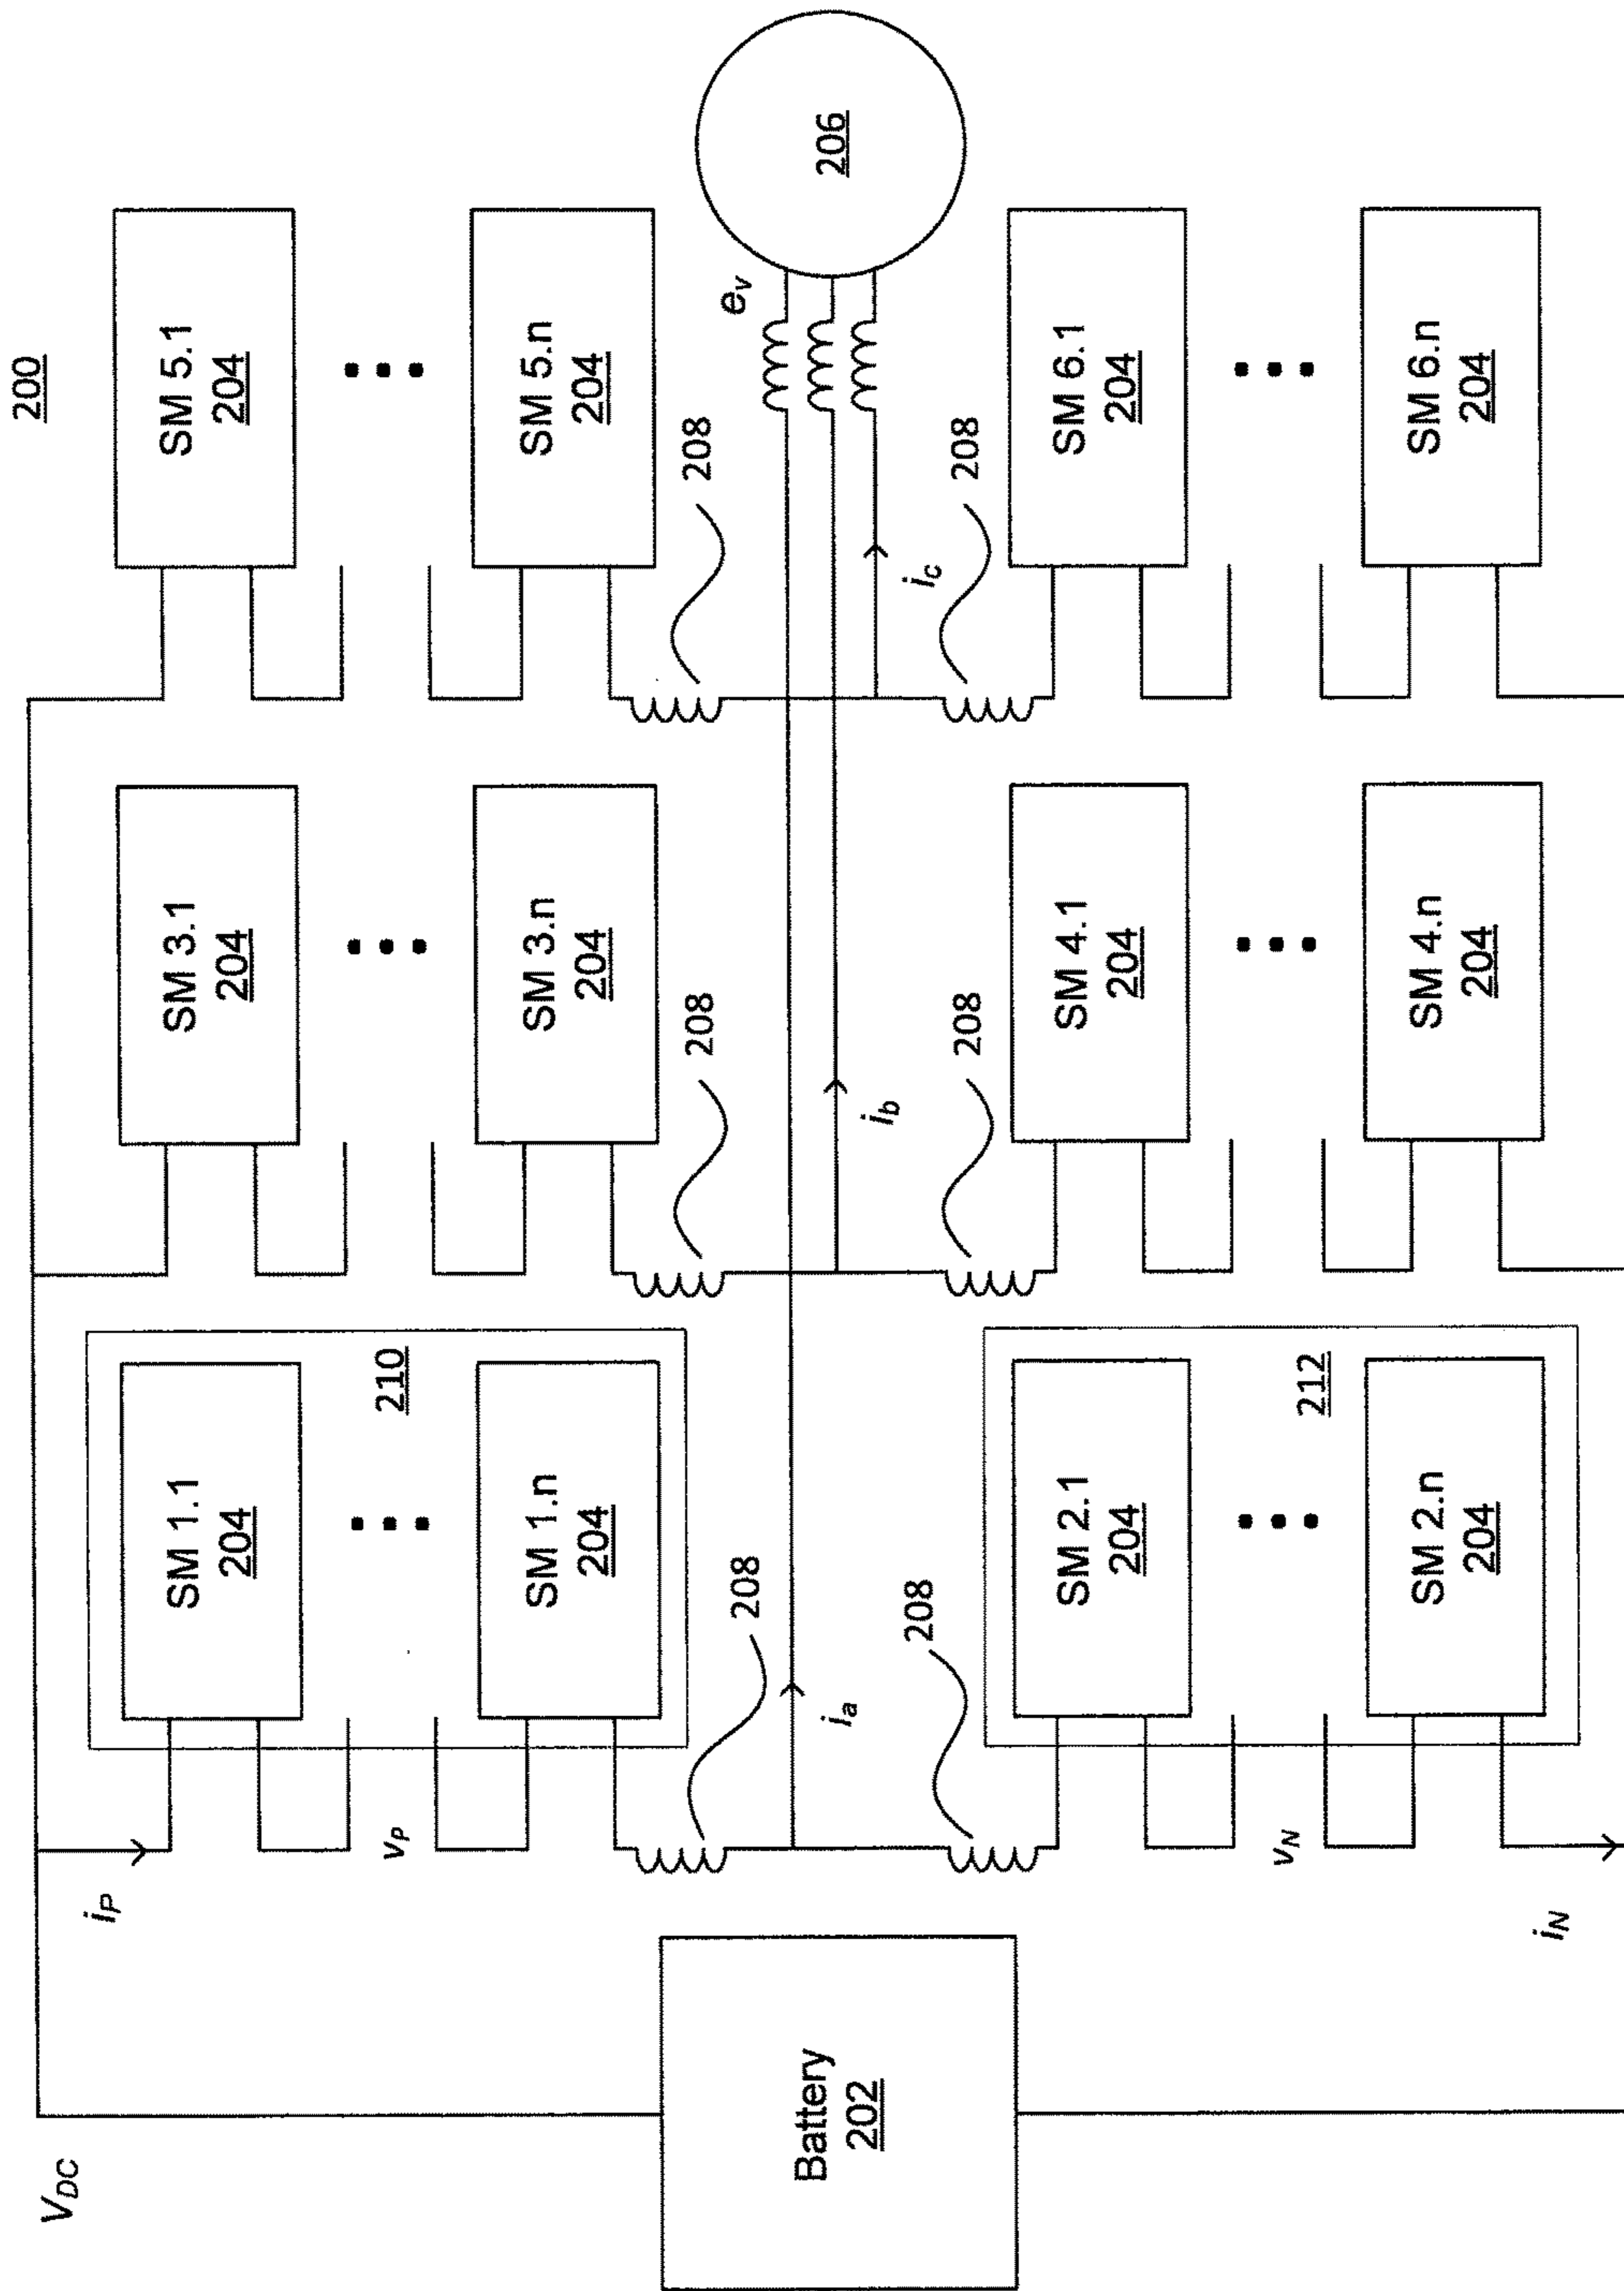 200
V_DC
i_P
SM 1.1
204
SM 3.1
204
SM 5.1
204
v_P
210
SM 1.n
204
SM 3.n
204
SM 5.n
204
208
208
208
Battery
202
i_a
i_b
i_c
e_v
206
208
208
208
SM 2.1
204
SM 4.1
204
SM 6.1
204
v_N
212
SM 2.n
204
SM 4.n
204
SM 6.n
204
i_N